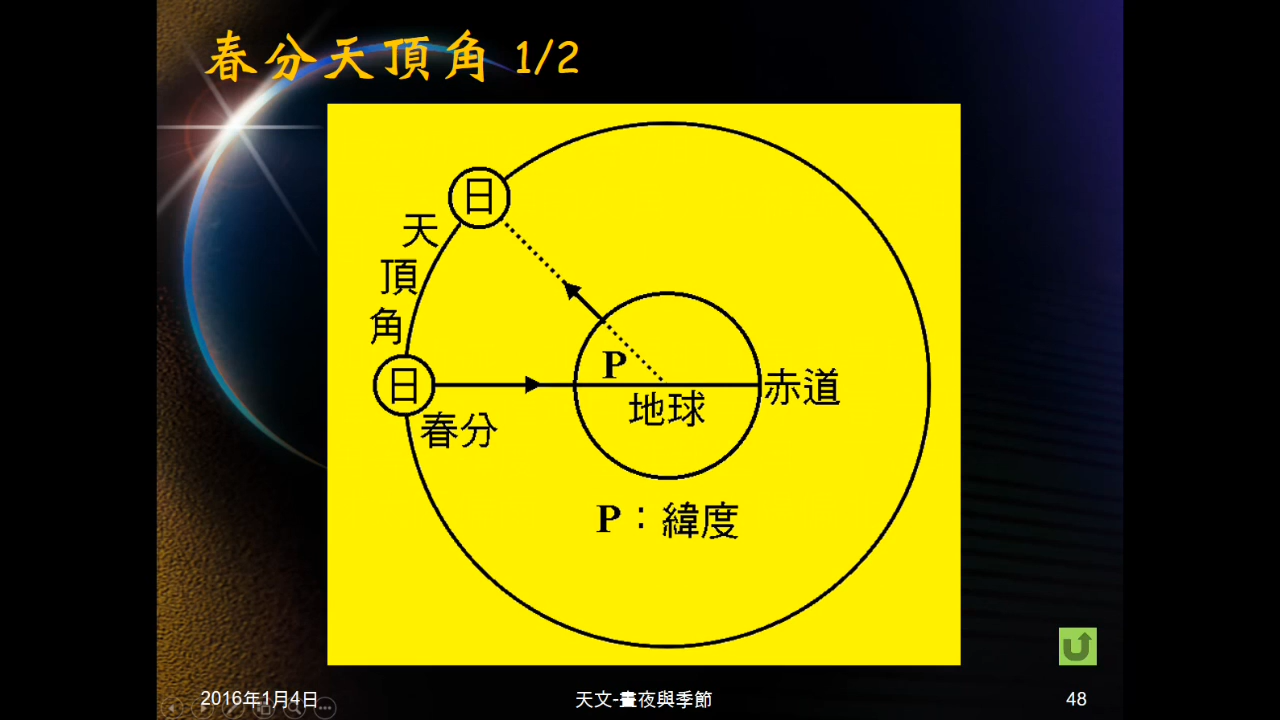 春分天頂角 1/2
日
天
頂
角
日
春分
P
地球
赤道
P：緯度
2016年1月4日
天文-晝夜與季節
48